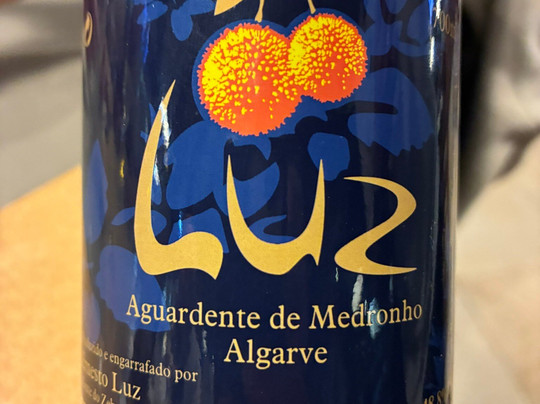 Luz
Aguardente de Medronho
Algarve
e engarrafado por
Luz